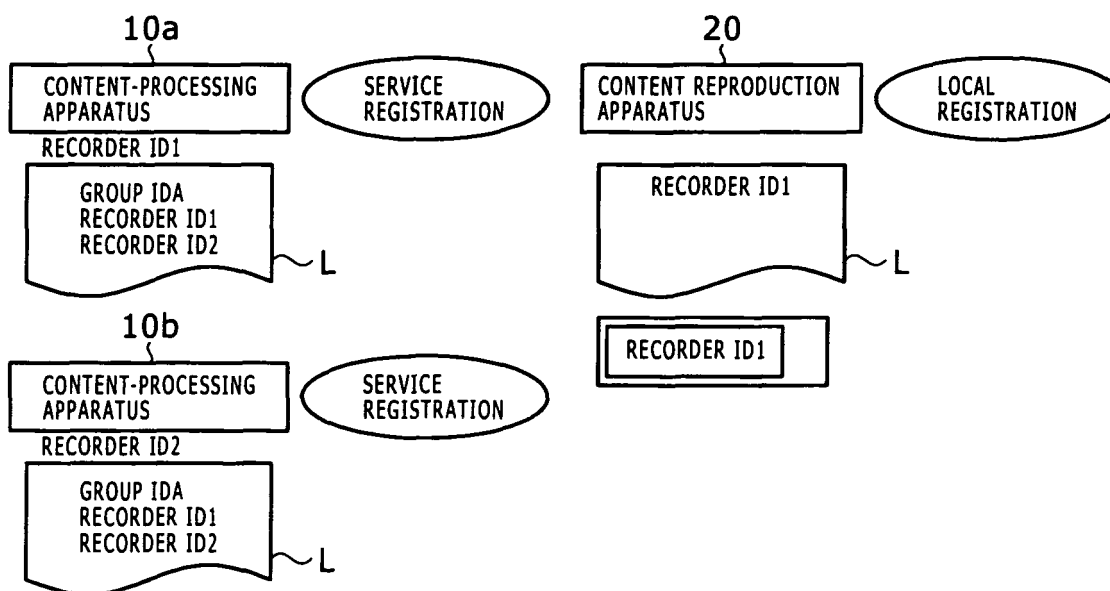 10a
CONTENT-PROCESSING
APPARATUS
SERVICE
REGISTRATION
RECORDER ID1
GROUP IDA
RECORDER ID1
RECORDER ID2
L
20
CONTENT REPRODUCTION
APPARATUS
LOCAL
REGISTRATION
RECORDER ID1
L
RECORDER ID1
10b
CONTENT-PROCESSING
APPARATUS
SERVICE
REGISTRATION
RECORDER ID2
GROUP IDA
RECORDER ID1
RECORDER ID2
L